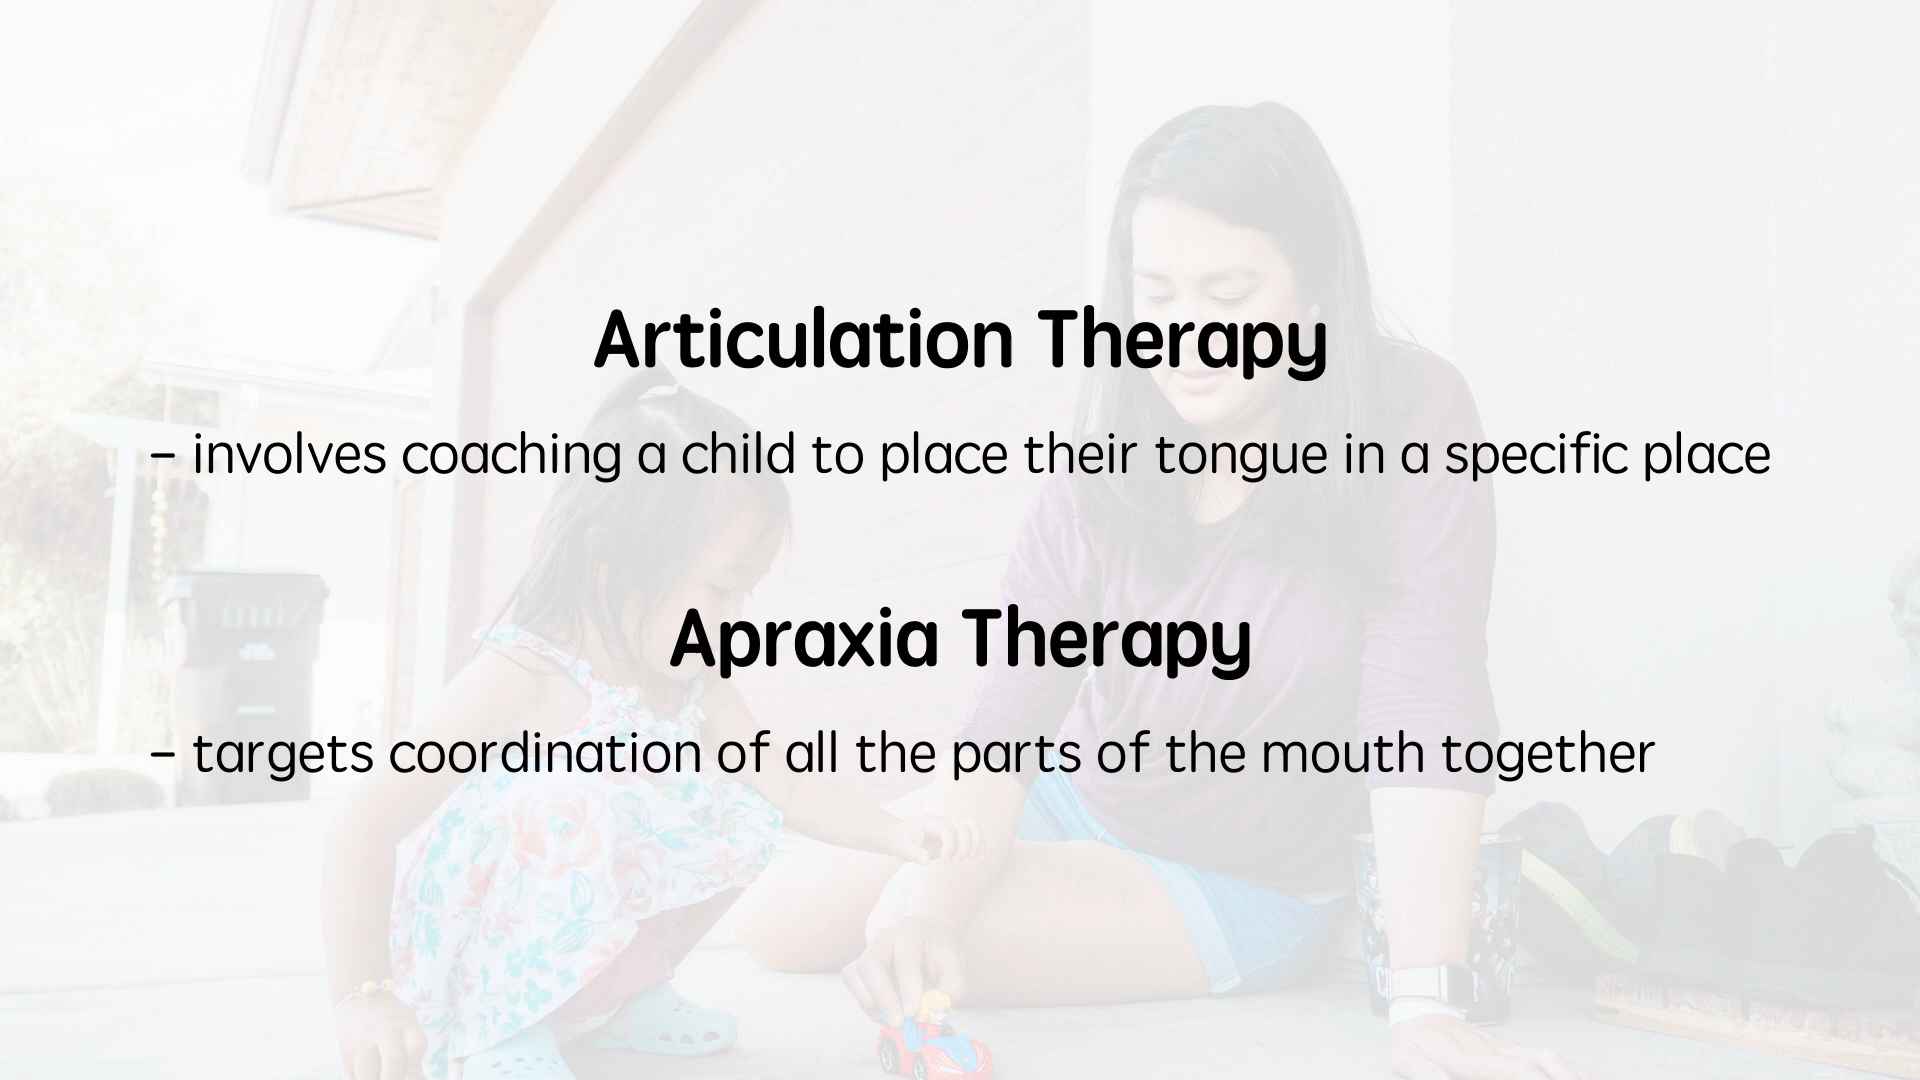 Articulation Therapy
– involves coaching a child to place their tongue in a specific place
Apraxia Therapy
– targets coordination of all the parts of the mouth together